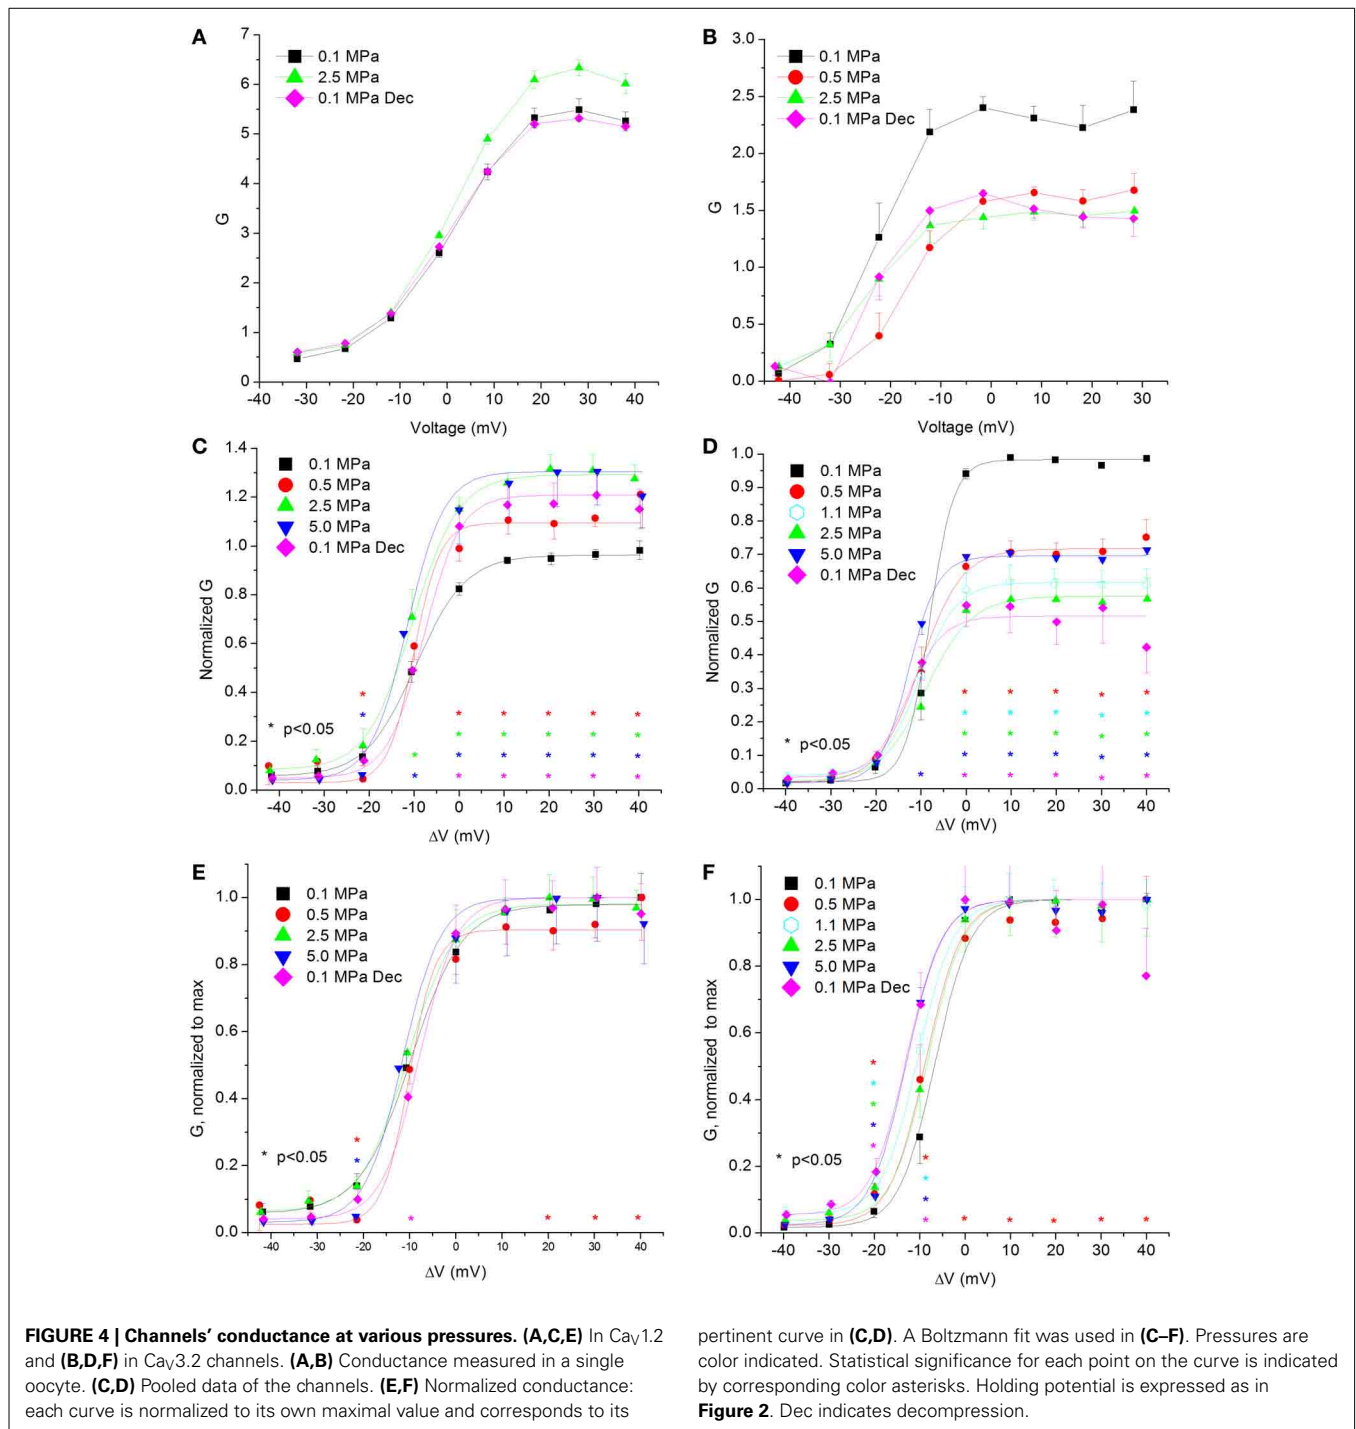 A
0.1 MPa
2.5 MPa
0.1 MPa Dec
7
6
5
4
3
2
1
0
G
-40 -30 -20 -10 0 10 20 30 40
Voltage (mV)
B
0.1 MPa
0.5 MPa
2.5 MPa
0.1 MPa Dec
3.0
2.5
2.0
1.5
1.0
0.5
0.0
G
-40 -30 -20 -10 0 10 20 30
Voltage (mV)
C
0.1 MPa
0.5 MPa
2.5 MPa
5.0 MPa
0.1 MPa Dec
1.4
1.2
1.0
0.8
0.6
0.4
0.2
0.0
Normalized G
* p<0.05
-40 -30 -20 -10 0 10 20 30 40
ΔV (mV)
D
0.1 MPa
0.5 MPa
1.1 MPa
2.5 MPa
5.0 MPa
0.1 MPa Dec
1.0
0.9
0.8
0.7
0.6
0.5
0.4
0.3
0.2
0.1
0.0
Normalized G
* p<0.05
-40 -30 -20 -10 0 10 20 30 40
ΔV (mV)
E
0.1 MPa
0.5 MPa
2.5 MPa
5.0 MPa
0.1 MPa Dec
1.0
0.8
0.6
0.4
0.2
0.0
G, normalized to max
* p<0.05
-40 -30 -20 -10 0 10 20 30 40
ΔV (mV)
F
0.1 MPa
0.5 MPa
1.1 MPa
2.5 MPa
5.0 MPa
0.1 MPa Dec
1.0
0.8
0.6
0.4
0.2
0.0
G, normalized to max
* p<0.05
-40 -30 -20 -10 0 10 20 30 40
ΔV (mV)
FIGURE 4 | Channels' conductance at various pressures. (A,C,E) In CaV1.2
and (B,D,F) in CaV3.2 channels. (A,B) Conductance measured in a single
oocyte. (C,D) Pooled data of the channels. (E,F) Normalized conductance:
each curve is normalized to its own maximal value and corresponds to its
pertinent curve in (C,D). A Boltzmann fit was used in (C–F). Pressures are
color indicated. Statistical significance for each point on the curve is indicated
by corresponding color asterisks. Holding potential is expressed as in
Figure 2. Dec indicates decompression.